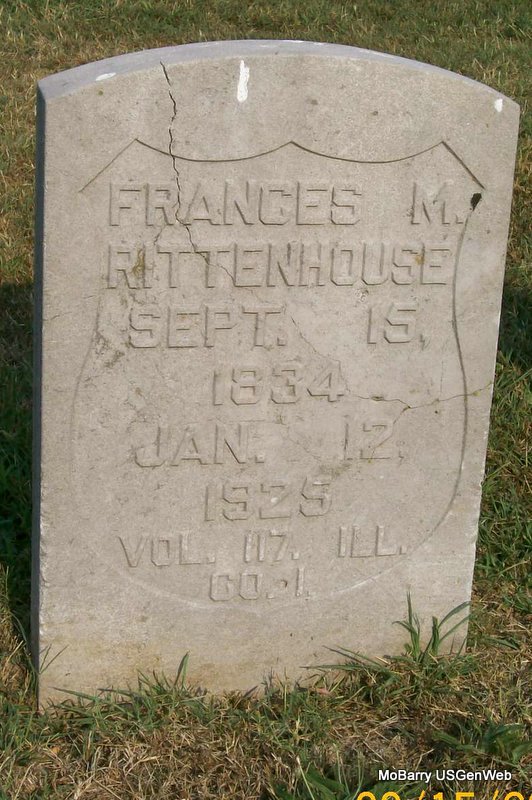 FRANCES M.
RITTENHOUSE
SEPT. 15,
1834
JAN. 12,
1925
VOL. 117. ILL.
CO. I.
MoBarry USGenWeb